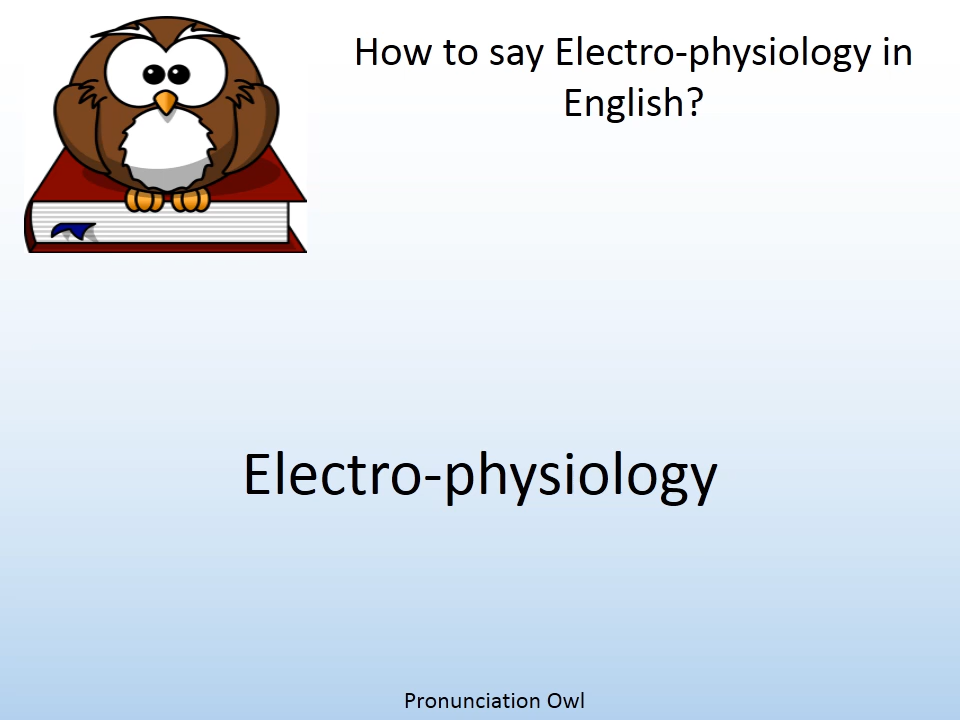 How to say Electro-physiology in
English?
Electro-physiology
Pronunciation Owl